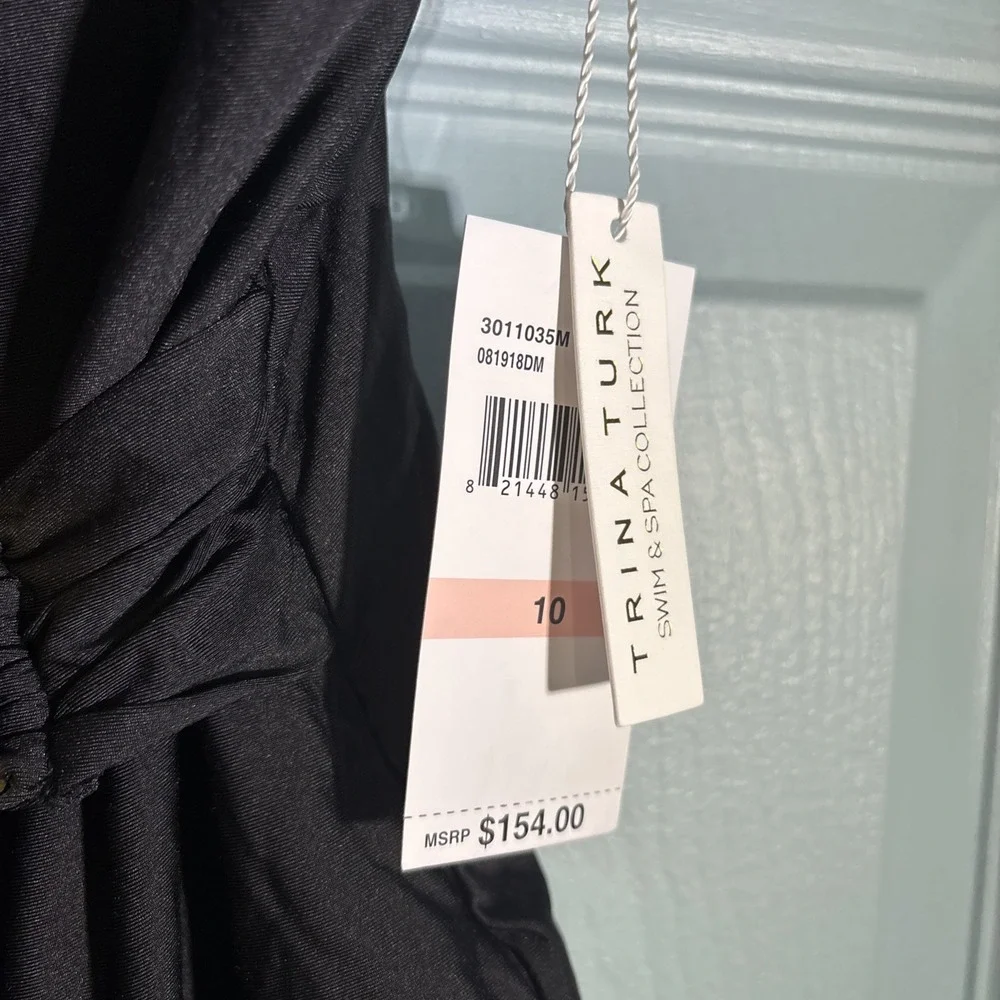 3011035M
081918DM
8 21448 15
10
MSRP $154.00
TRINA TURK
SWIM & SPA COLLECTION